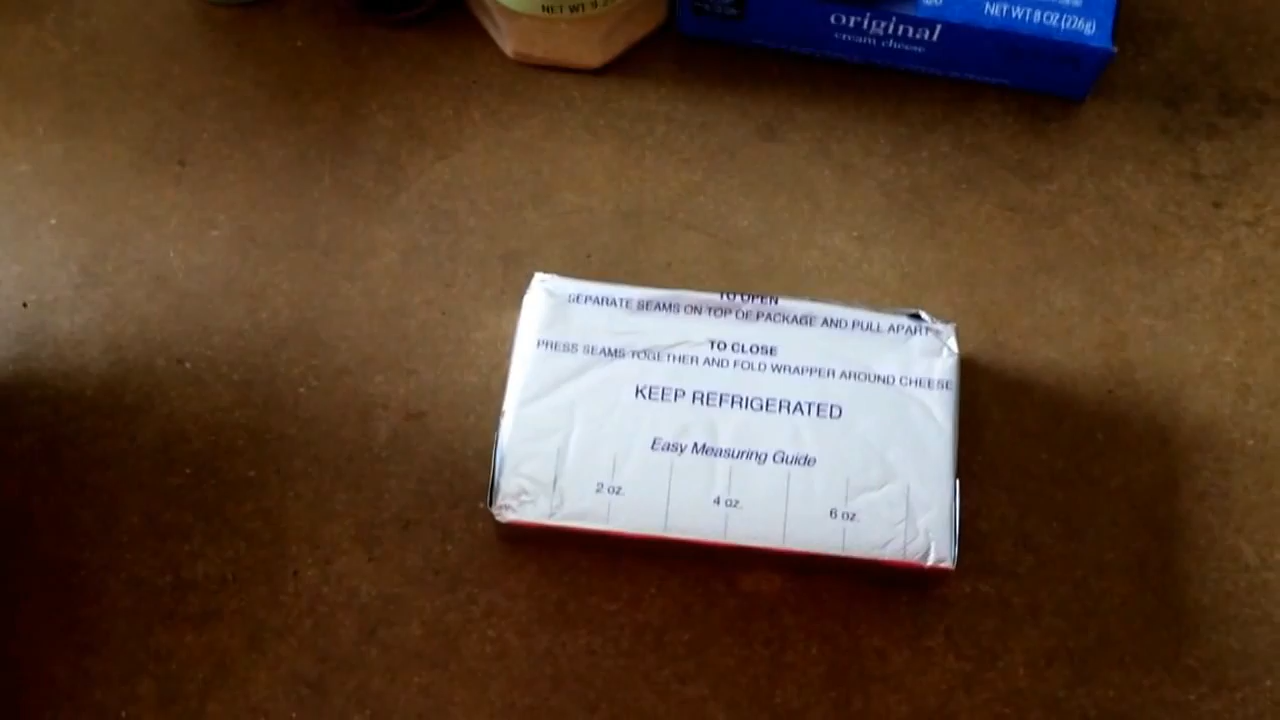 NET WT
original
cream cheese
NET WT 8 OZ (226g)
TO OPEN
SEPARATE SEAMS ON TOP OF PACKAGE AND PULL APART
TO CLOSE
PRESS SEAMS TOGETHER AND FOLD WRAPPER AROUND CHEESE
KEEP REFRIGERATED
Easy Measuring Guide
2 oz.
4 oz.
6 oz.